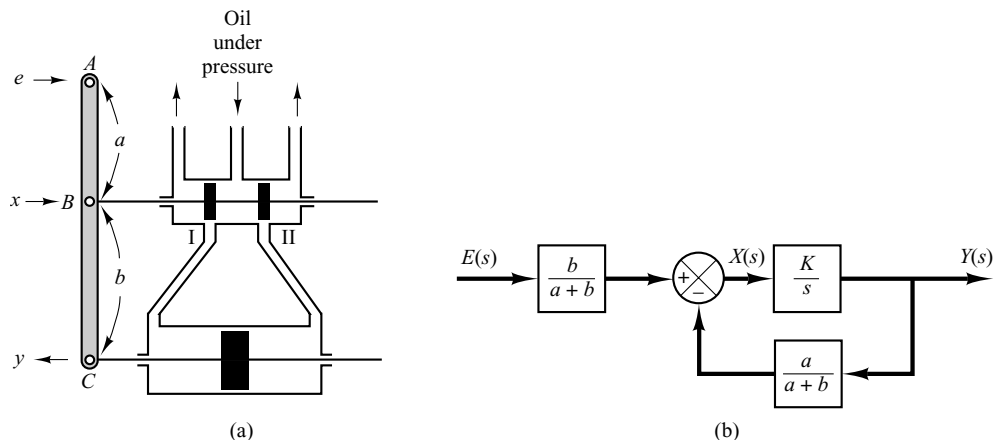 Oil
under
pressure
A
e
a
x
B
I
II
b
y
C
(a)
E(s)
b
a + b
+
−
X(s)
K
s
Y(s)
a
a + b
(b)